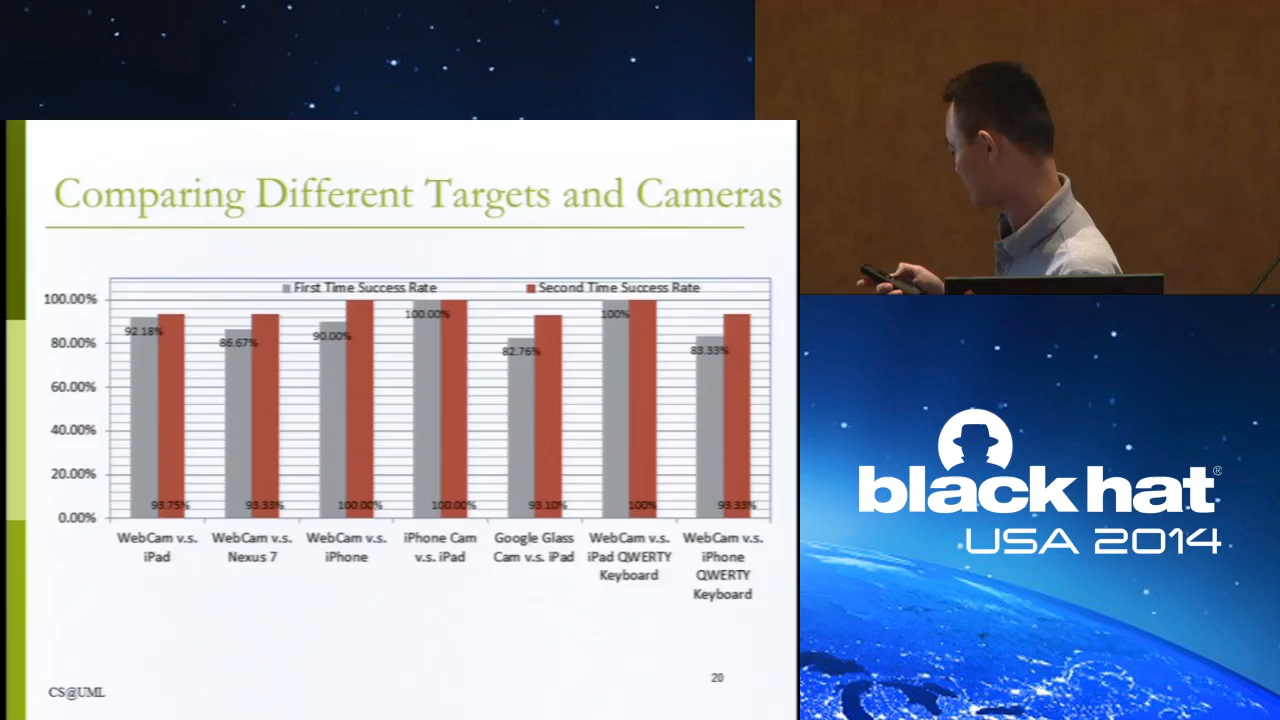 Comparing Different Targets and Cameras
First Time Success Rate
Second Time Success Rate
100.00%
80.00%
60.00%
40.00%
20.00%
0.00%
92.18%
86.67%
90.00%
100.00%
82.76%
100%
83.33%
93.75%
93.33%
100.00%
100.00%
93.10%
100%
93.33%
WebCam v.s.
iPad
WebCam v.s.
Nexus 7
WebCam v.s.
iPhone
iPhone Cam
v.s. iPad
Google Glass
Cam v.s. iPad
WebCam v.s.
iPad QWERTY
Keyboard
WebCam v.s.
iPhone
QWERTY
Keyboard
CS@UML
20
black hat®
USA 2014